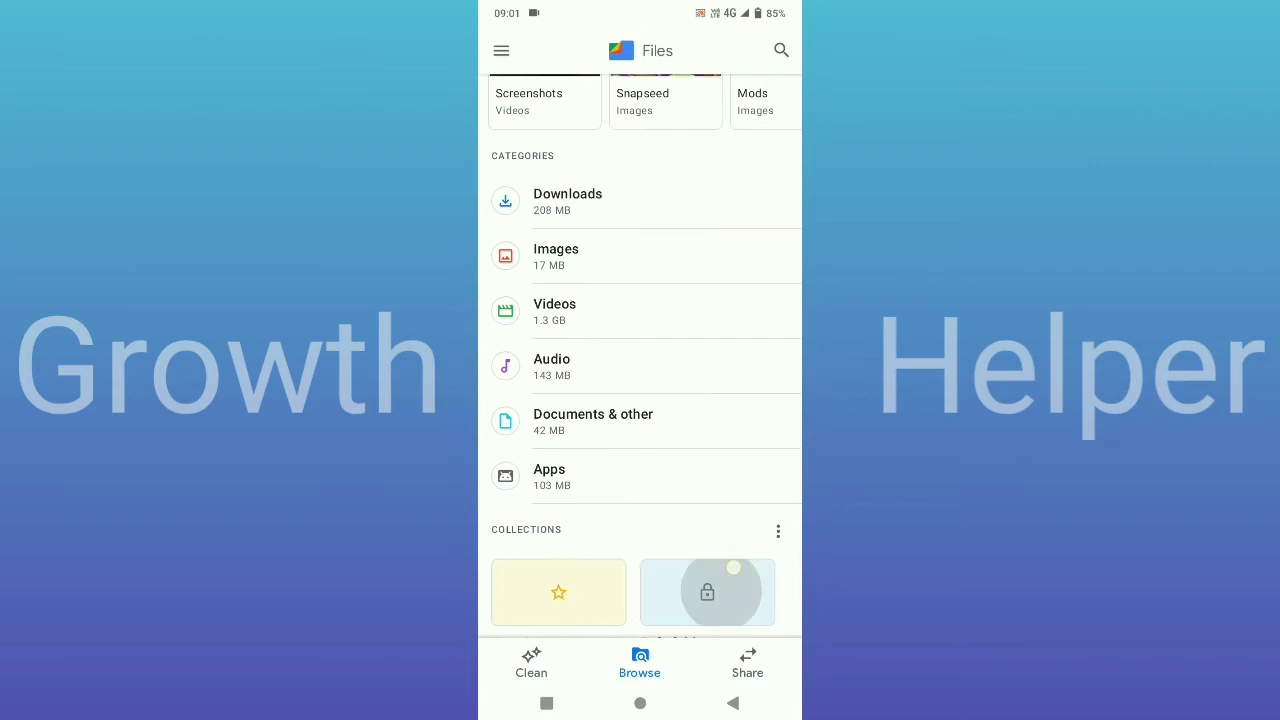 09:01
VoI LTE 4G 85%
Files
Screenshots
Videos
Snapseed
Images
Mods
Images
CATEGORIES
Downloads
208 MB
Images
17 MB
Videos
1.3 GB
Audio
143 MB
Documents & other
42 MB
Apps
103 MB
COLLECTIONS
Clean
Browse
Share
Growth
Helper